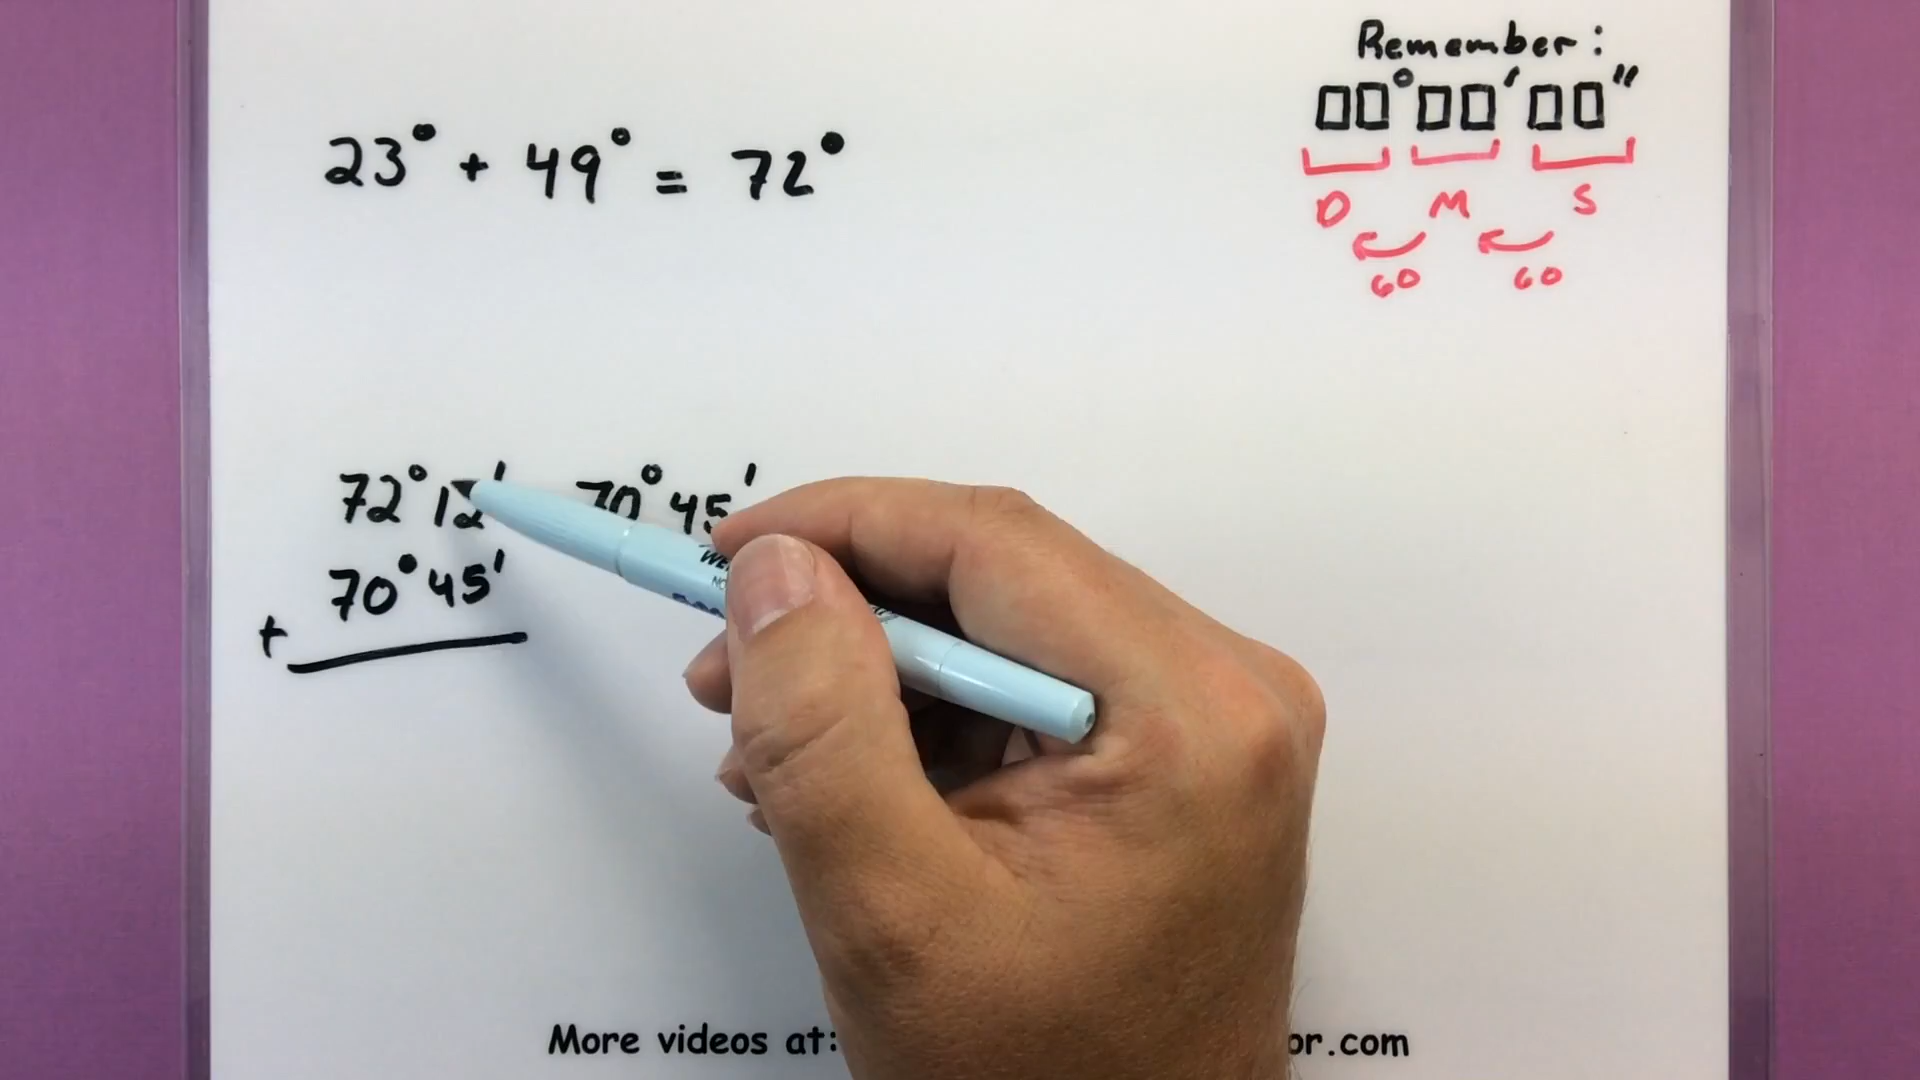 Remember:
□□° □□' □□"
D M S
60 60
23° + 49° = 72°
72° 12' 70° 45'
70° 45'
+
More videos at: or.com